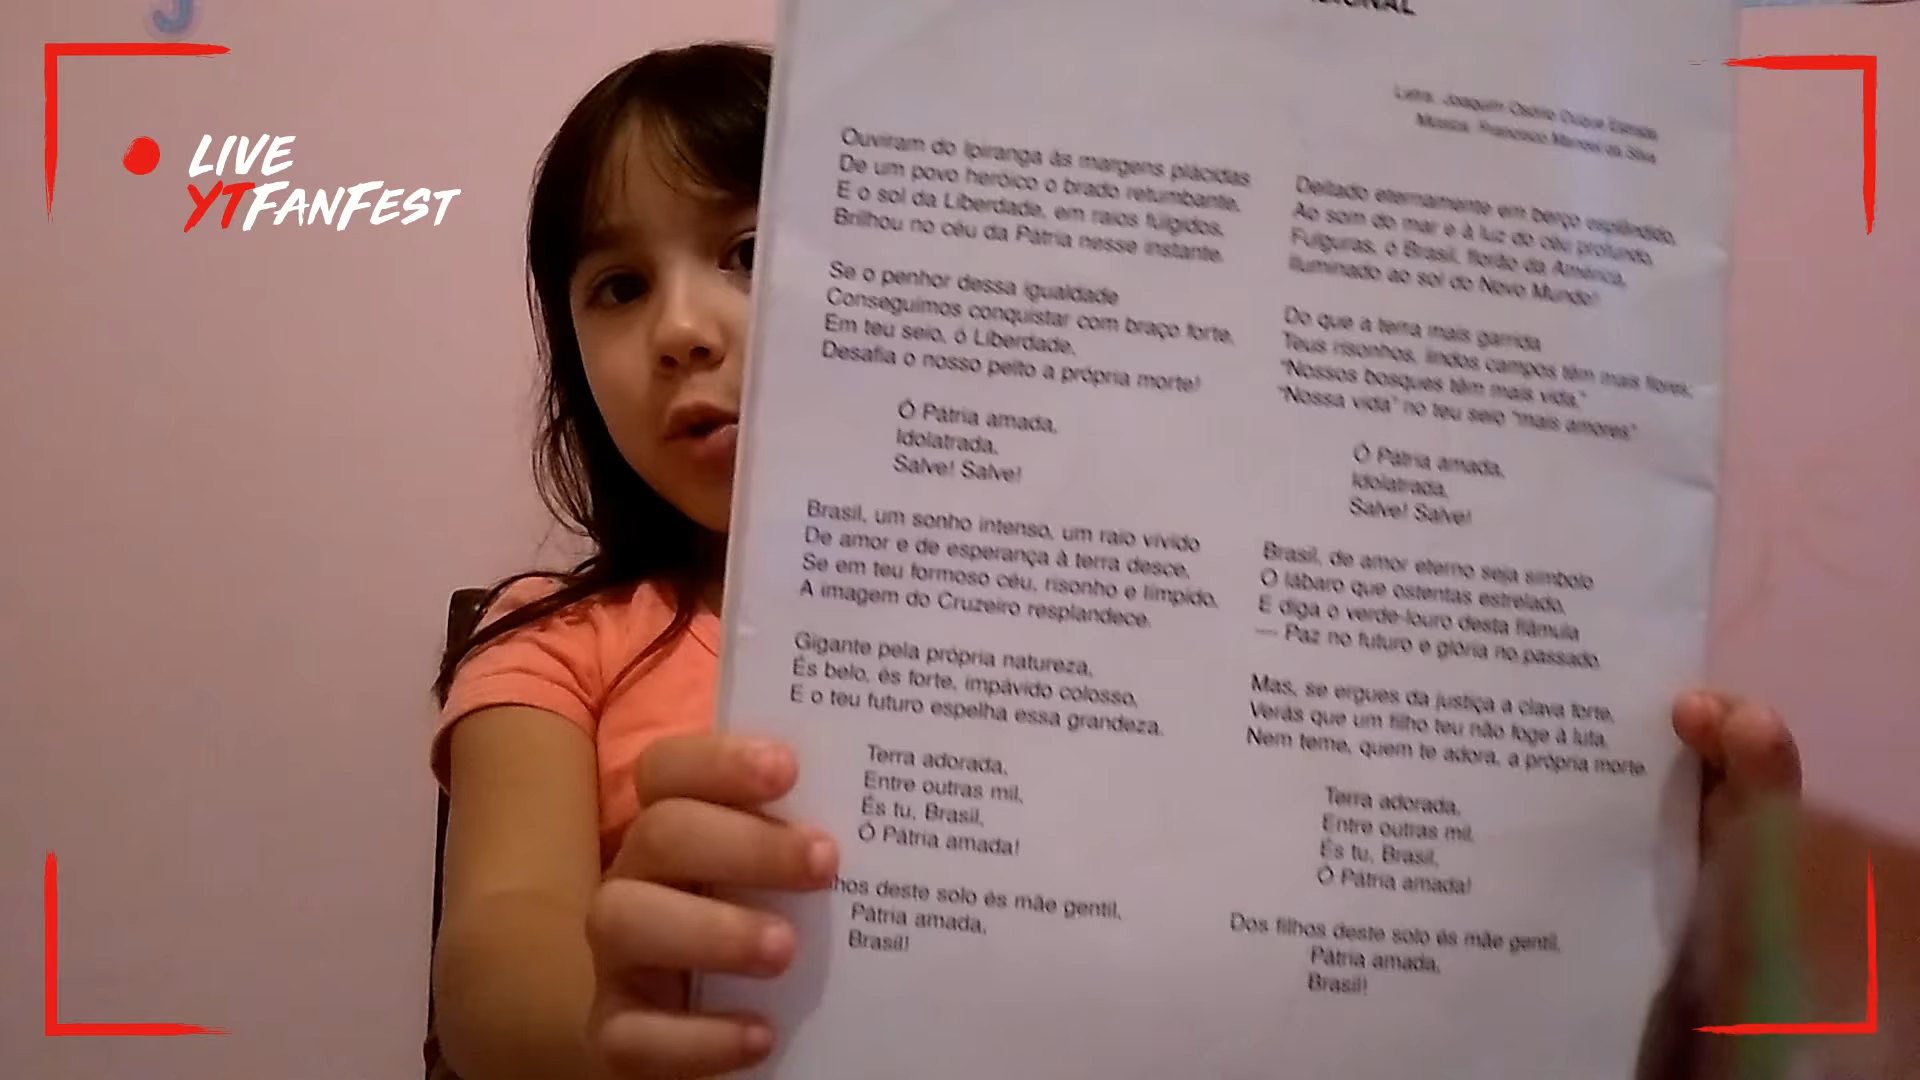 LIVE
YTFANFEST
Letra: Joaquim Osório Duque Estrada
Música: Francisco Manoel da Silva
Ouviram do Ipiranga às margens plácidas
De um povo heróico o brado retumbante,
E o sol da Liberdade, em raios fúlgidos,
Brilhou no céu da Pátria nesse instante.
Se o penhor dessa igualdade
Conseguimos conquistar com braço forte,
Em teu seio, ó Liberdade,
Desafia o nosso peito a própria morte!
Ó Pátria amada,
Idolatrada,
Salve! Salve!
Brasil, um sonho intenso, um raio vívido
De amor e de esperança à terra desce,
Se em teu formoso céu, risonho e límpido,
A imagem do Cruzeiro resplandece.
Gigante pela própria natureza,
És belo, és forte, impávido colosso,
E o teu futuro espelha essa grandeza.
Terra adorada,
Entre outras mil,
És tu, Brasil,
Ó Pátria amada!
lhos deste solo és mãe gentil,
Pátria amada,
Brasil!
Deitado eternamente em berço esplêndido,
Ao som do mar e à luz do céu profundo,
Fulguras, ó Brasil, florão da América,
Iluminado ao sol do Novo Mundo!
Do que a terra mais garrida
Teus risonhos, lindos campos têm mais flores;
"Nossos bosques têm mais vida,"
"Nossa vida" no teu seio "mais amores"
Ó Pátria amada,
Idolatrada,
Salve! Salve!
Brasil, de amor eterno seja símbolo
O lábaro que ostentas estrelado,
E diga o verde-louro desta flâmula
— Paz no futuro e glória no passado.
Mas, se ergues da justiça a clava forte,
Verás que um filho teu não foge à luta,
Nem teme, quem te adora, a própria morte.
Terra adorada,
Entre outras mil,
És tu, Brasil,
Ó Pátria amada!
Dos filhos deste solo és mãe gentil,
Pátria amada,
Brasil!